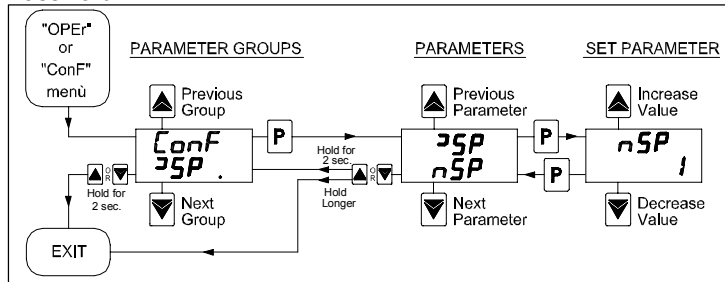 "OPEr"
or
"ConF"
menù
PARAMETER GROUPS
PARAMETERS
SET PARAMETER
Previous
Group
Previous
Parameter
Increase
Value
ConF
SP .
P
SP
nSP
P
P
nSP
1
Hold for
2 sec.
OR
Hold
Longer
OR
Hold for
2 sec.
Next
Group
Next
Parameter
Decrease
Value
EXIT